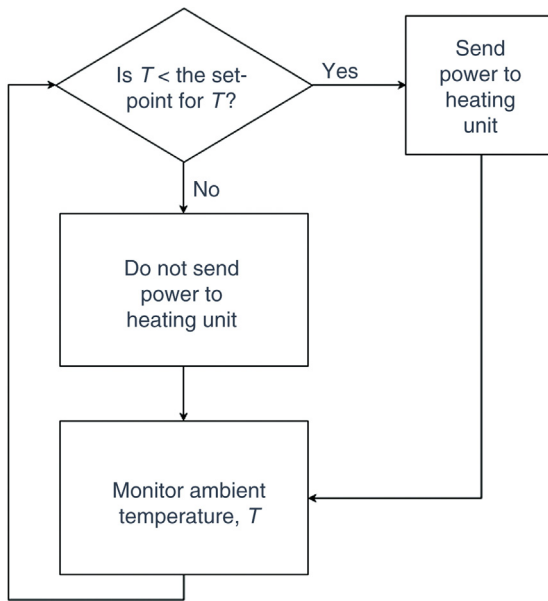 Is T < the set-
point for T?
Yes
Send
power to
heating
unit
No
Do not send
power to
heating unit
Monitor ambient
temperature, T